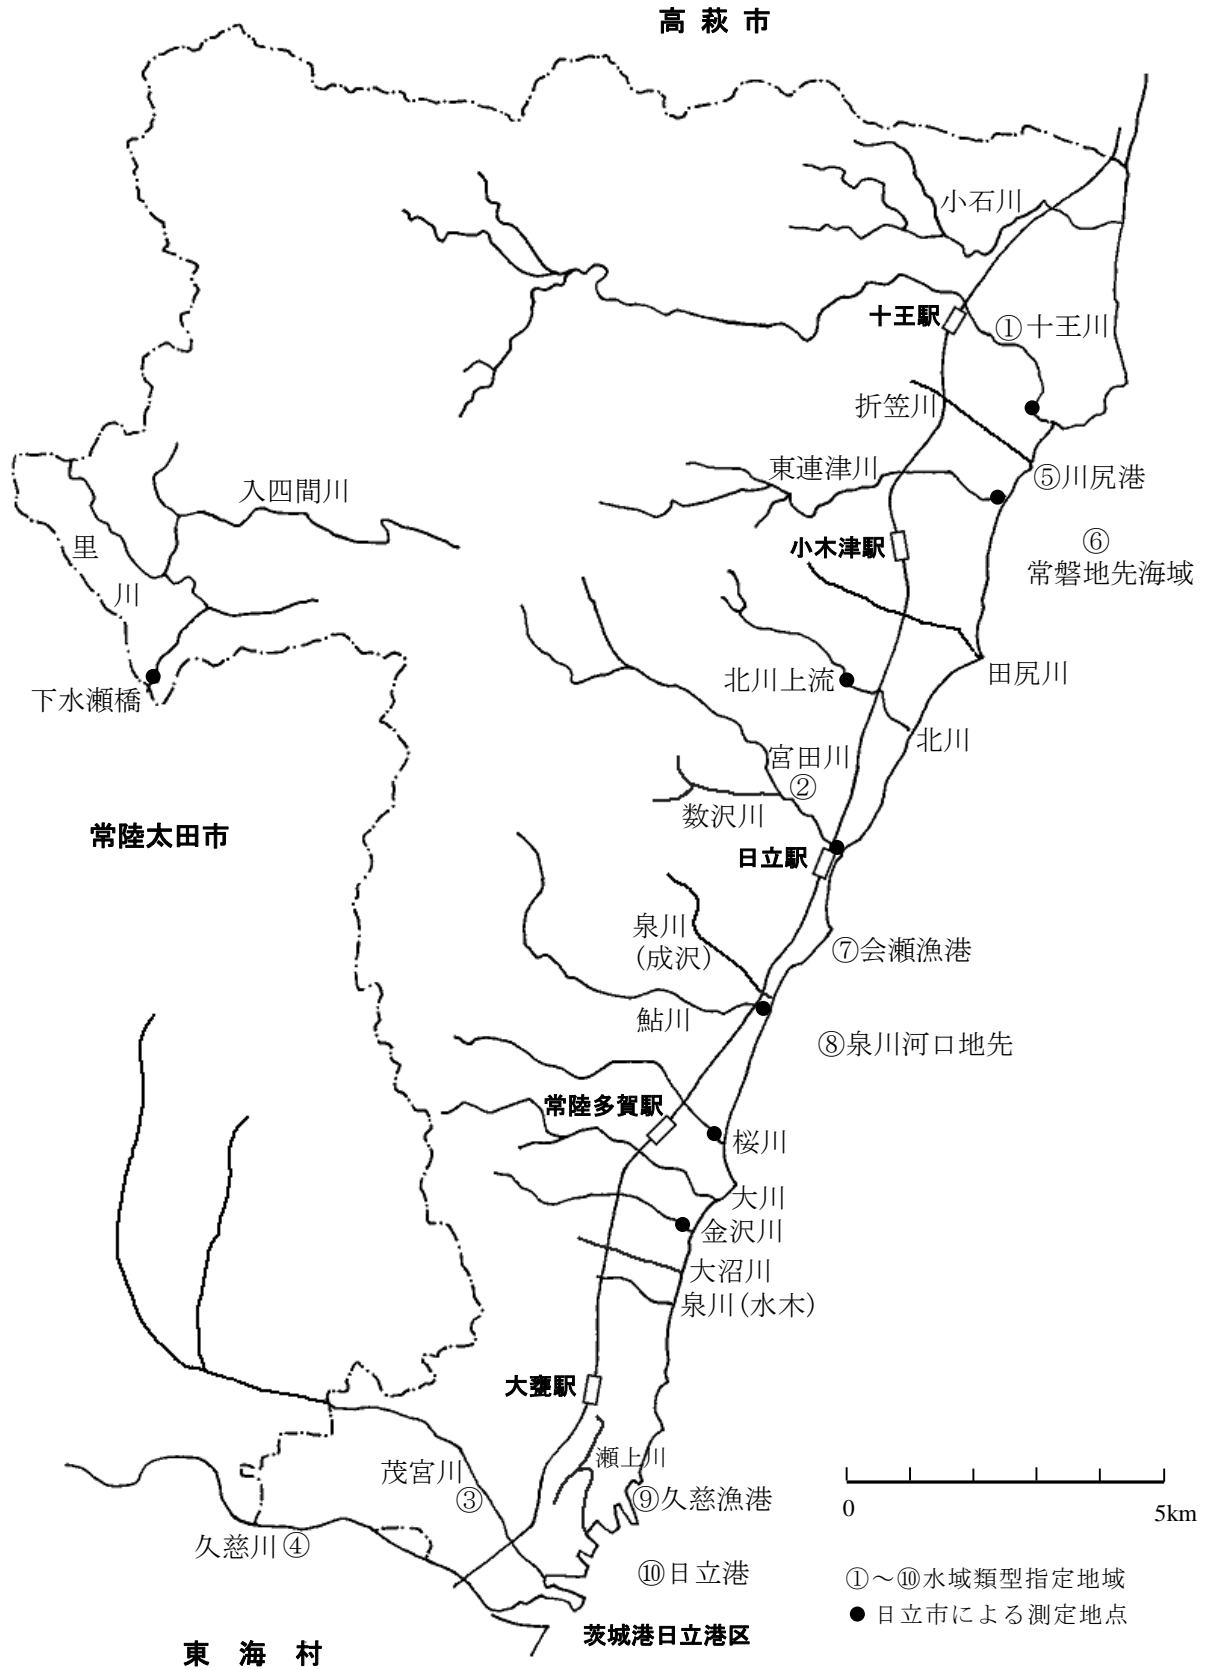 高萩市
小石川
十王駅
①十王川
折笠川
東連津川
⑤川尻港
入四間川
小木津駅
⑥
常磐地先海域
里
川
北川上流
田尻川
下水瀬橋
北川
宮田川
②
数沢川
常陸太田市
日立駅
泉川
(成沢)
⑦会瀬漁港
鮎川
⑧泉川河口地先
常陸多賀駅
桜川
大川
金沢川
大沼川
泉川(水木)
大甕駅
瀬上川
茂宮川
③
⑨久慈漁港
0
5km
久慈川④
⑩日立港
①～⑩水域類型指定地域
●日立市による測定地点
茨城港日立港区
東海村